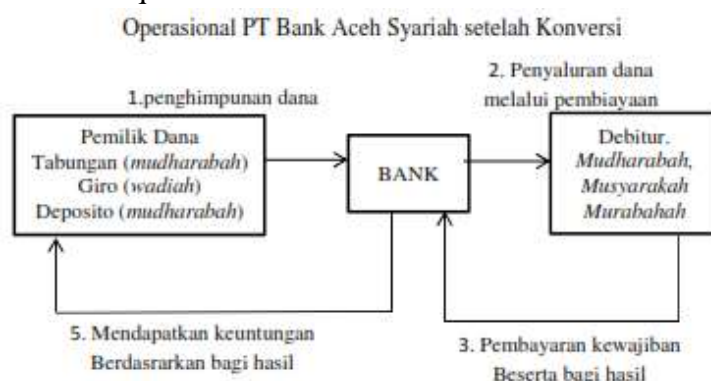 Operasional PT Bank Aceh Syariah setelah Konversi
1.penghimpunan dana
2. Penyaluran dana
melalui pembiayaan
Pemilik Dana
Tabungan (mudharabah)
Giro (wadiah)
Deposito (mudharabah)
BANK
Debitur.
Mudharabah,
Musyarakah
Murabahah
5. Mendapatkan keuntungan
Berdasrarkan bagi hasil
3. Pembayaran kewajiban
Beserta bagi hasil